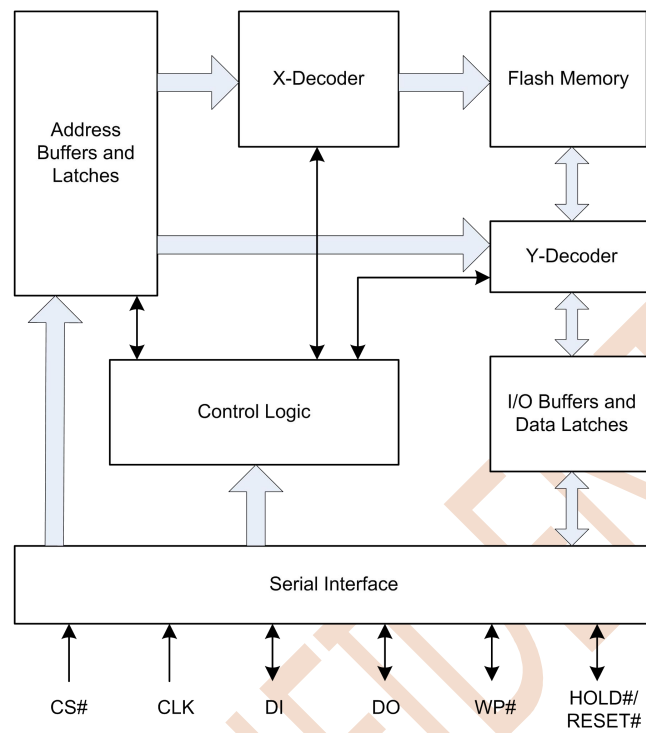 X-Decoder
Flash Memory
Address
Buffers and
Latches
Y-Decoder
Control Logic
I/O Buffers and
Data Latches
Serial Interface
CS#
CLK
DI
DO
WP#
HOLD#/
RESET#